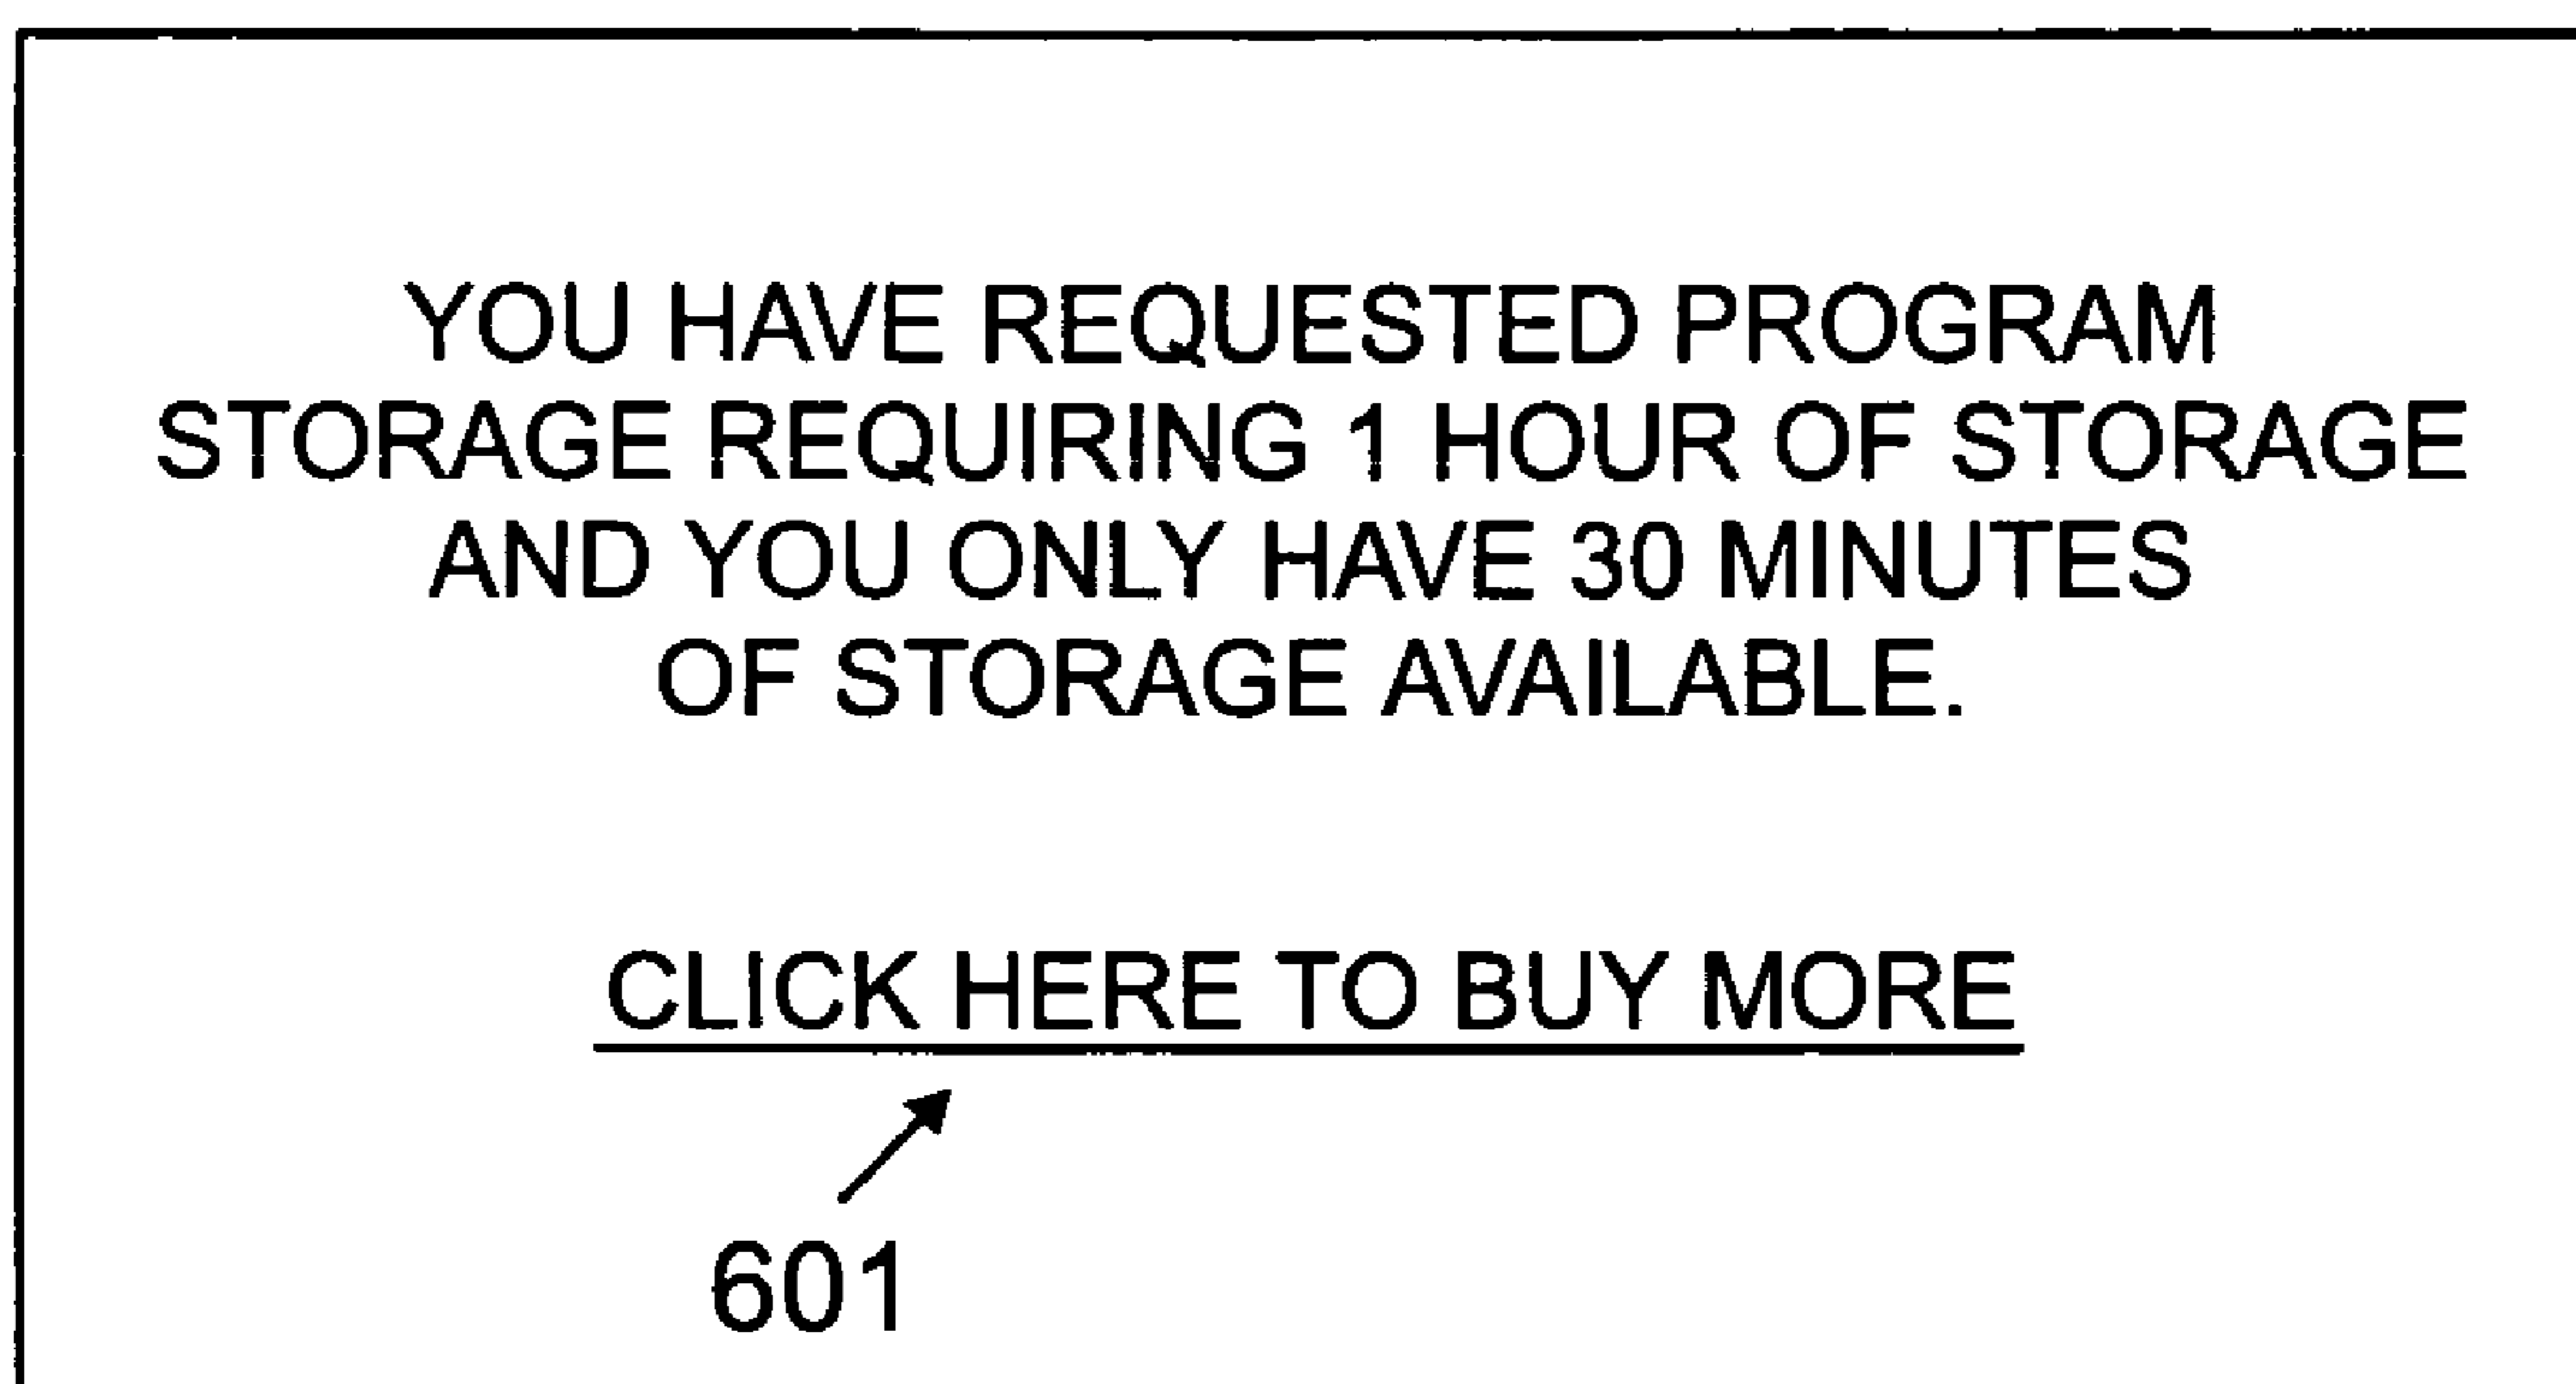 YOU HAVE REQUESTED PROGRAM
STORAGE REQUIRING 1 HOUR OF STORAGE
AND YOU ONLY HAVE 30 MINUTES
OF STORAGE AVAILABLE.
CLICK HERE TO BUY MORE
601